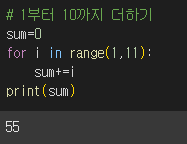 # 1부터 10까지 더하기
sum=0
for i in range(1,11):
    sum+=i
print(sum)
55